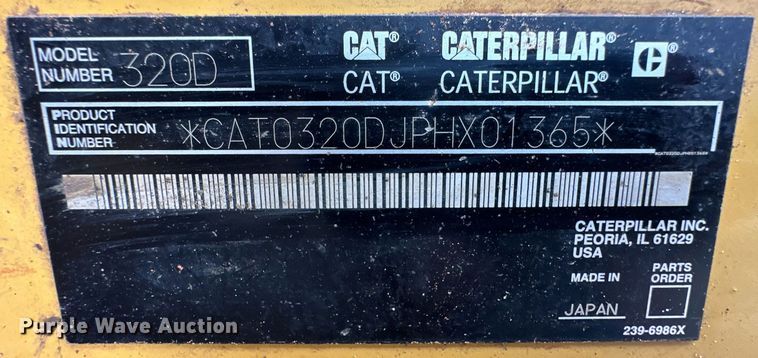 MODEL
NUMBER 320D
CAT® CATERPILLAR® C®
CAT® CATERPILLAR®
PRODUCT
IDENTIFICATION
NUMBER *CAT0320DJPHX01365*
CATERPILLAR INC.
PEORIA, IL 61629
USA
MADE IN
PARTS
ORDER
JAPAN
239-6986X
Purple Wave Auction